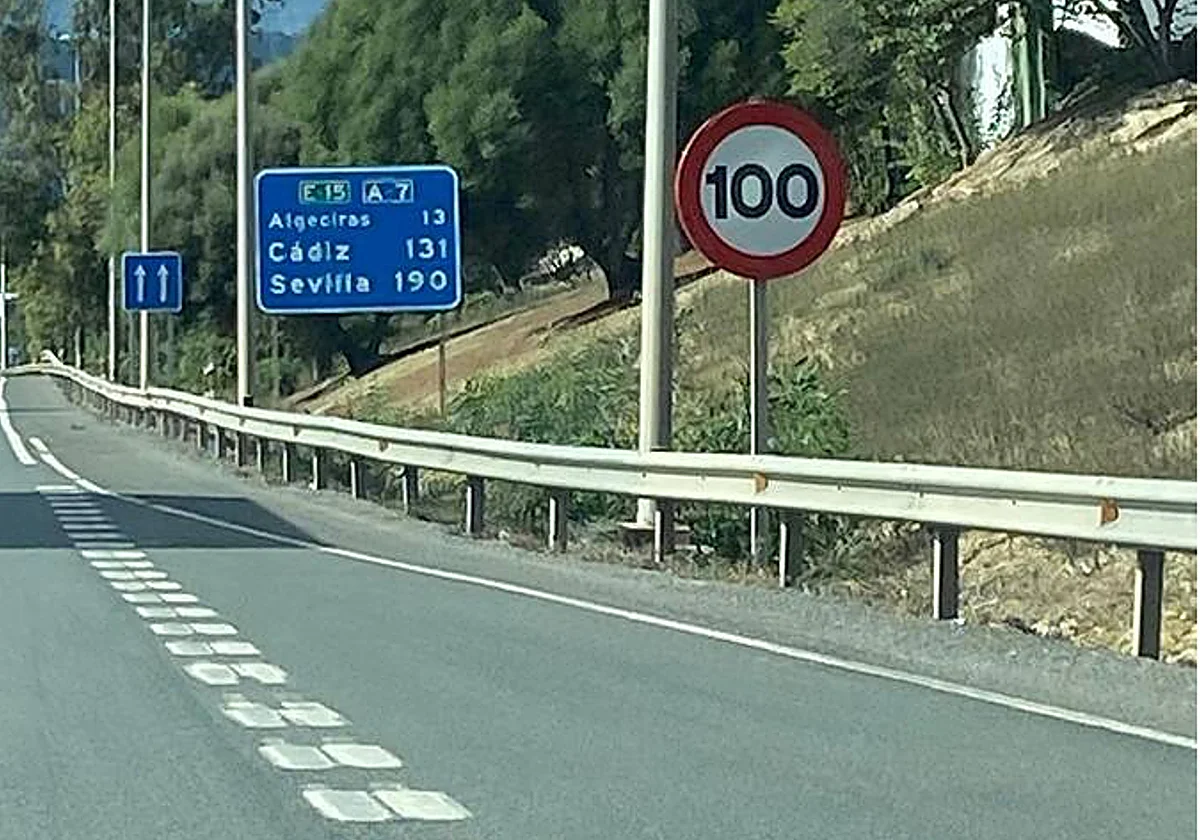 E-15 A-7
Algeciras 13
Cádiz 131
Sevilla 190
100